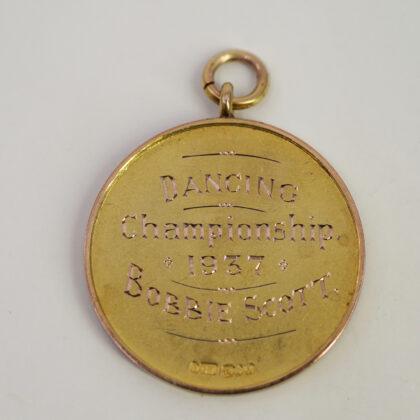 DANCING
Championship.
1937
BOBBIE SCOTT.